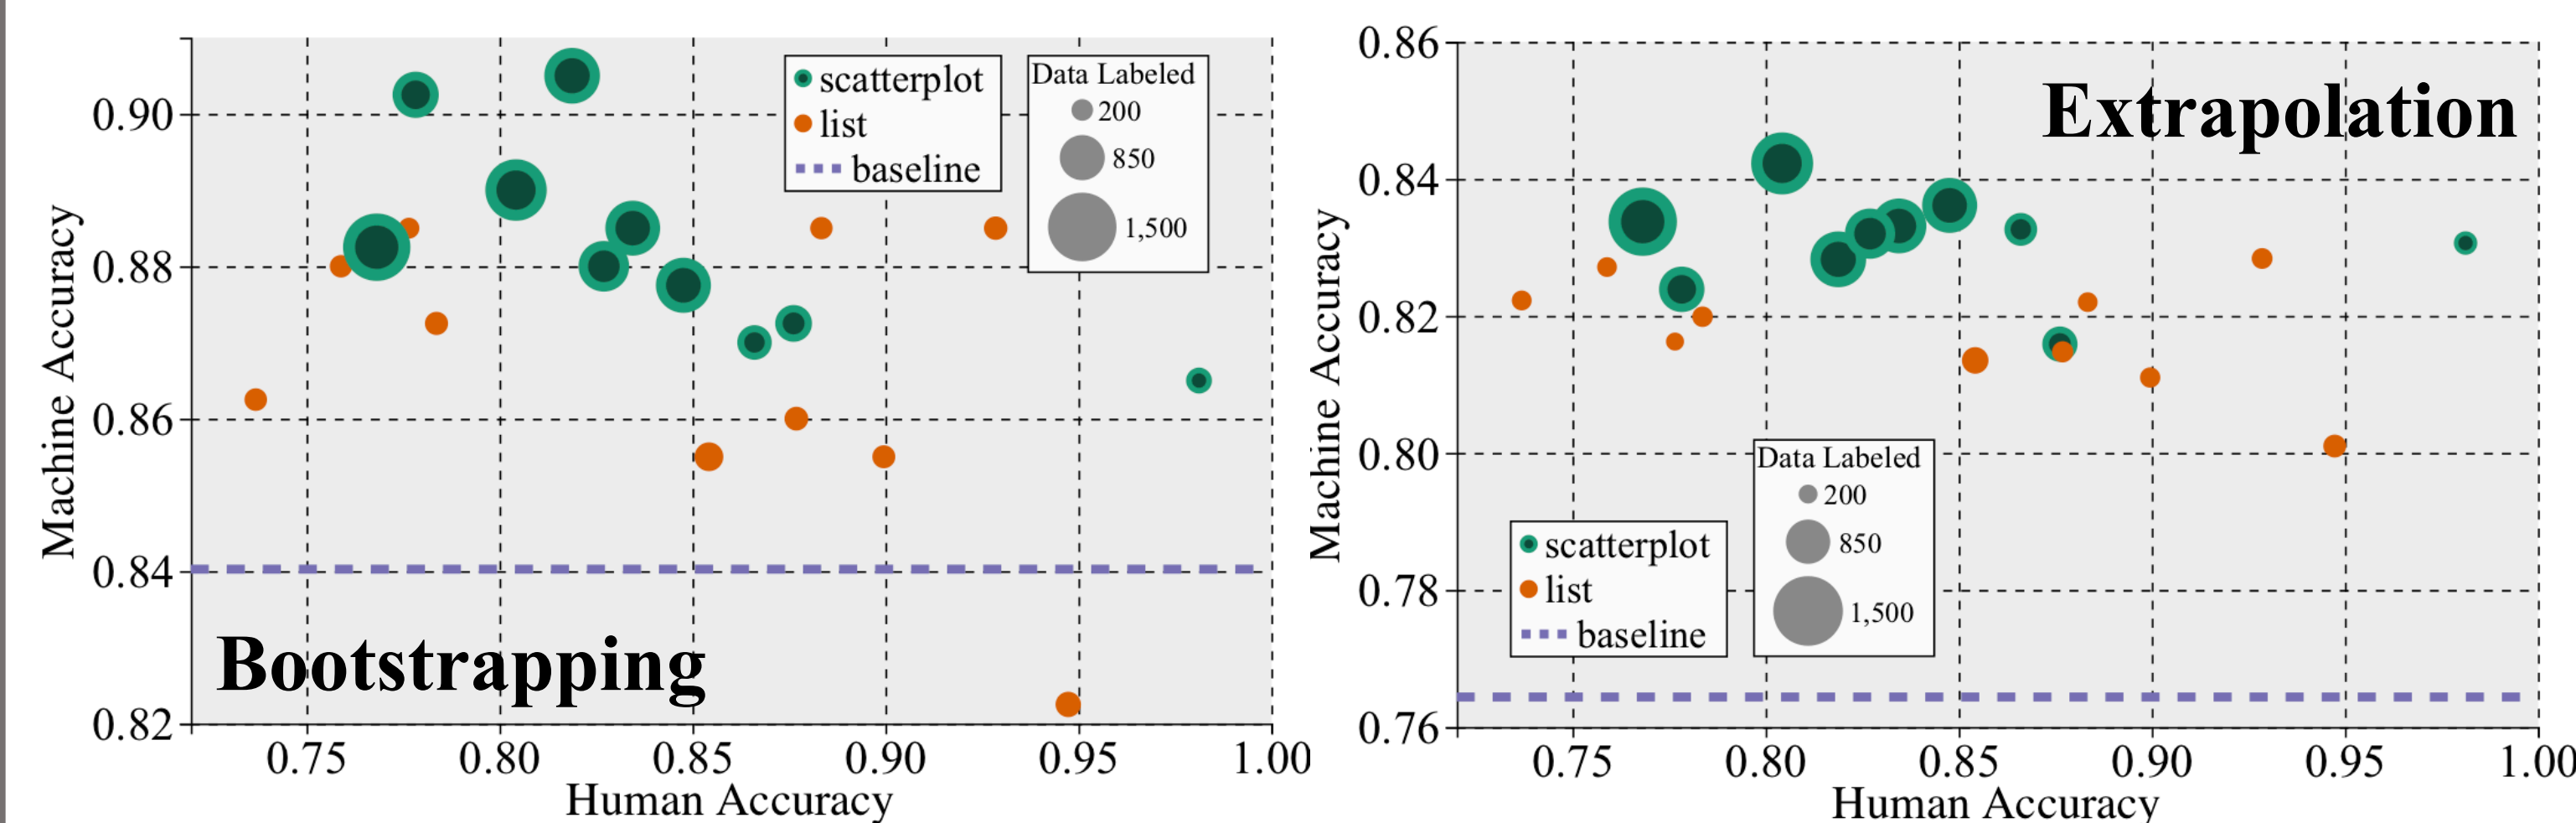 0.90
0.88
0.86
0.84
0.82
Machine Accuracy
0.75 0.80 0.85 0.90 0.95 1.00
Human Accuracy
scatterplot
list
baseline
Data Labeled
200
850
1,500
Bootstrapping
0.86
0.84
0.82
0.80
0.78
0.76
Machine Accuracy
0.75 0.80 0.85 0.90 0.95 1.00
Human Accuracy
Extrapolation
Data Labeled
200
850
1,500
scatterplot
list
baseline